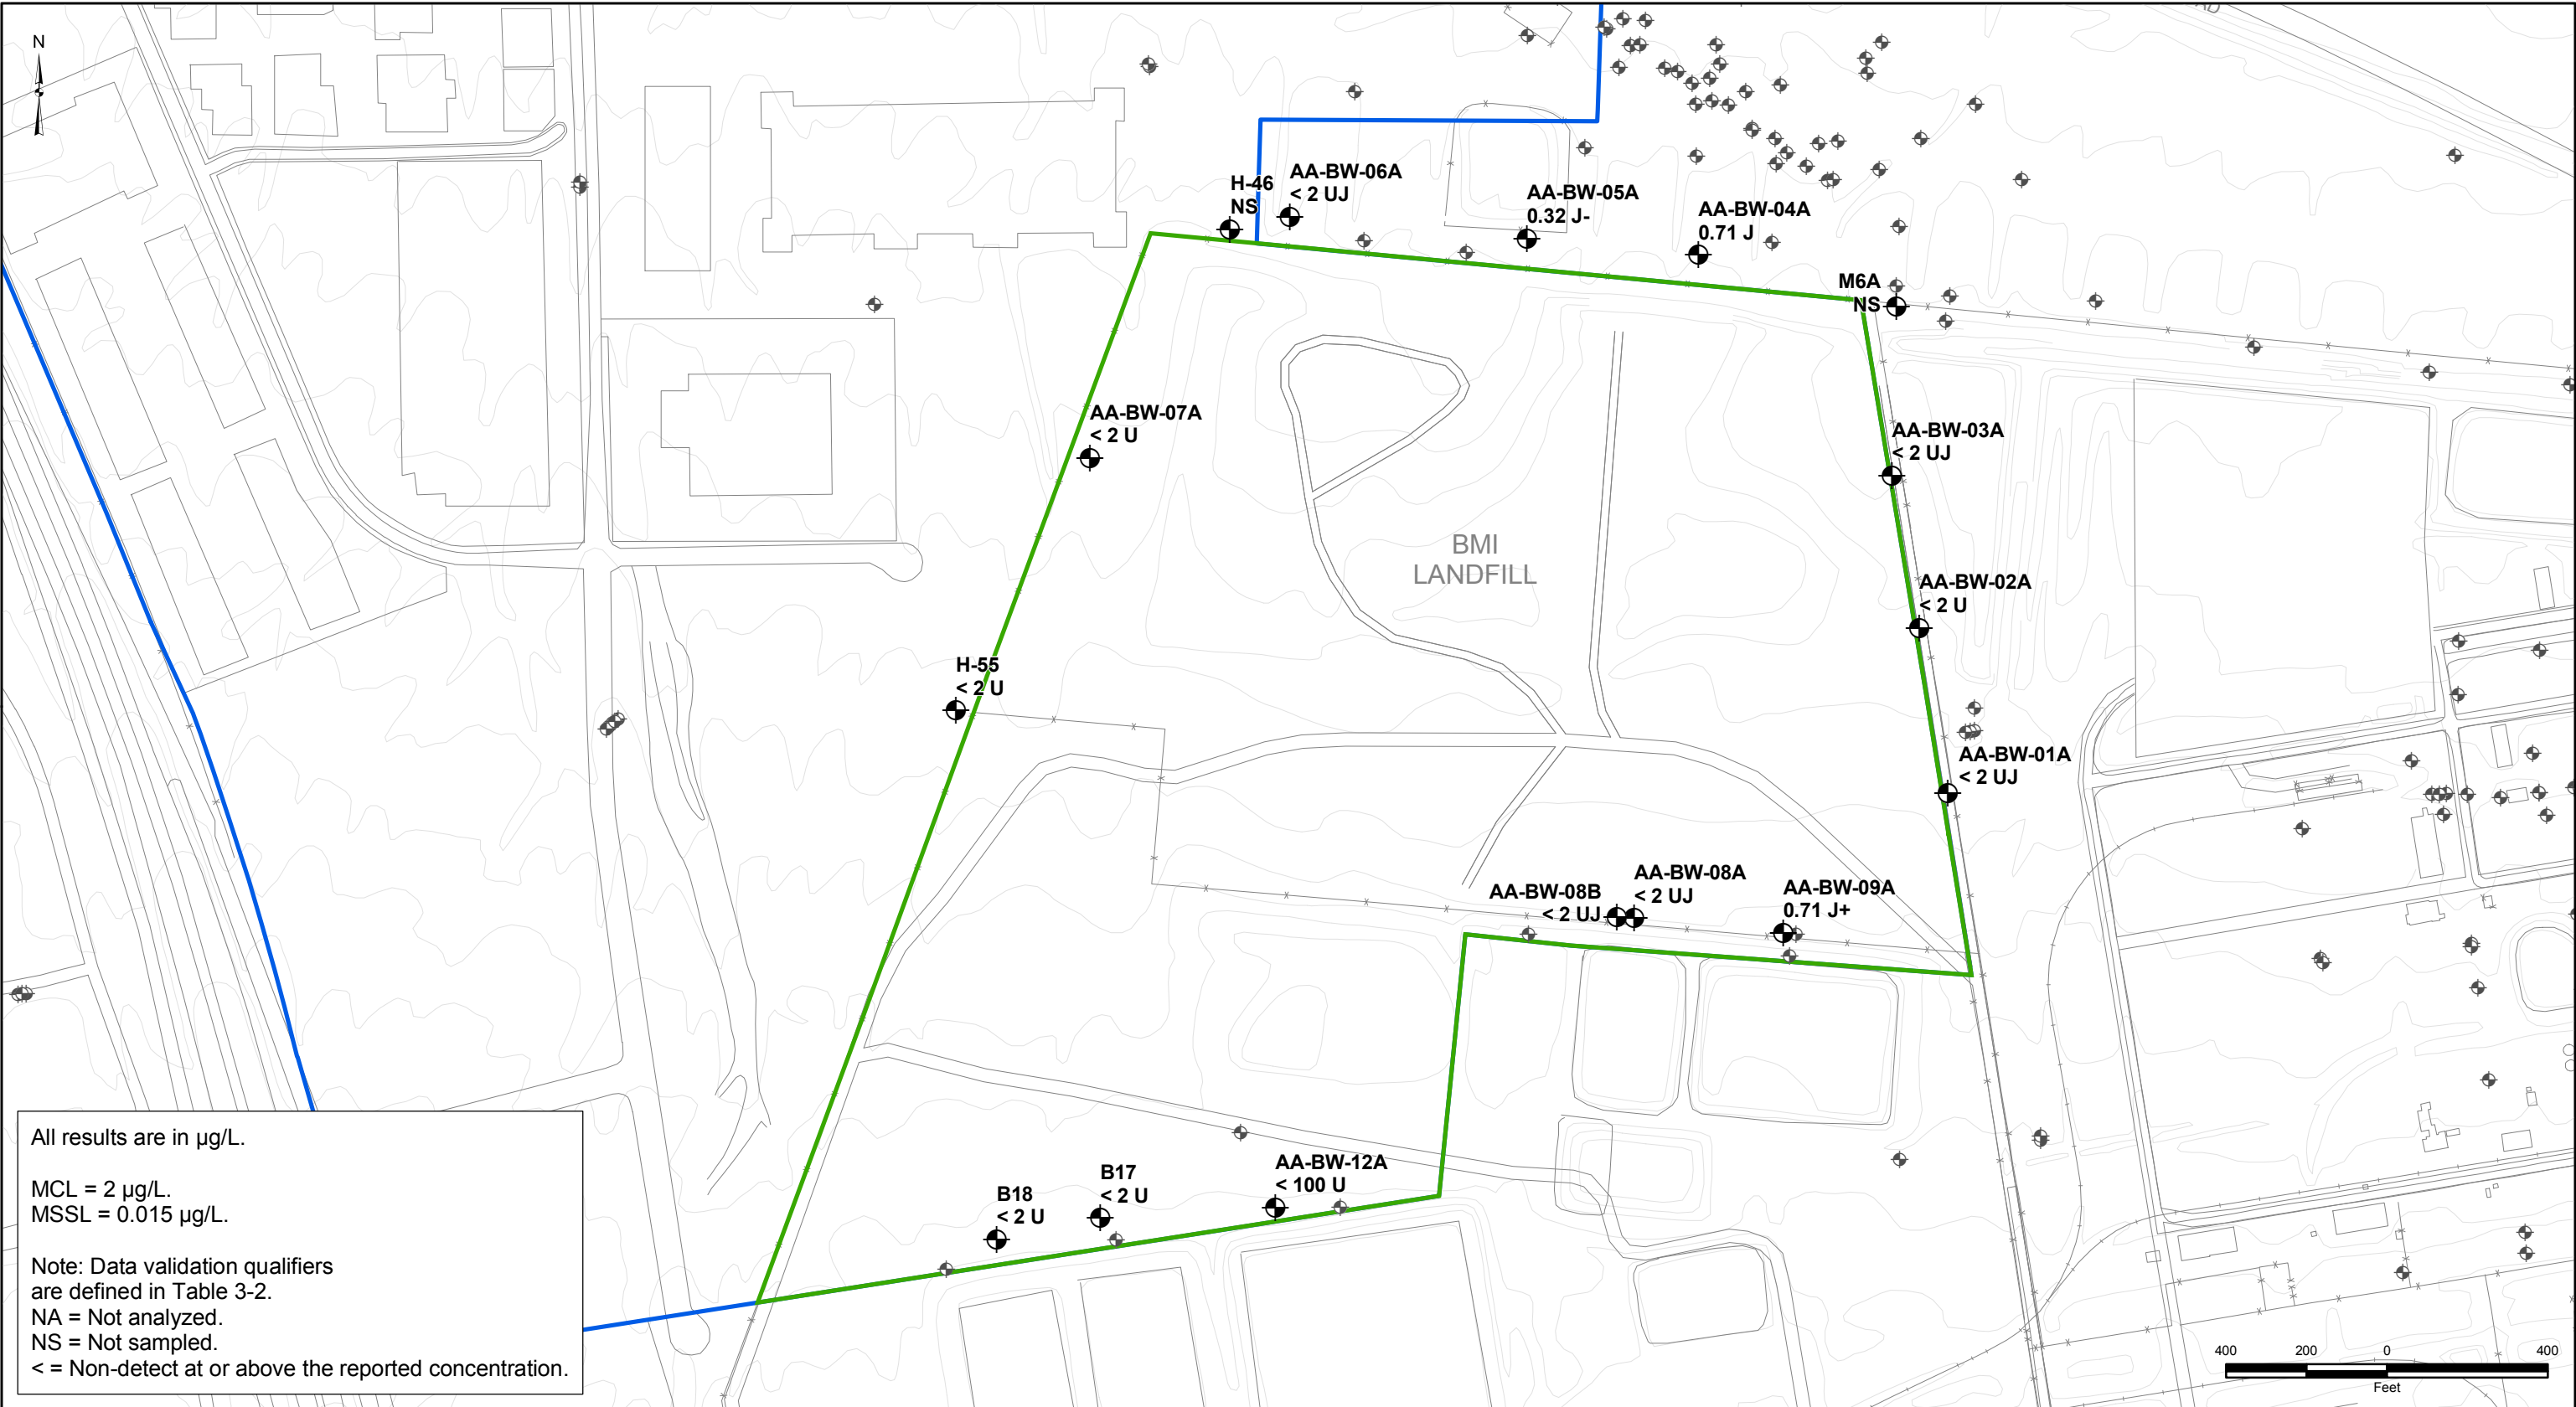 N
H-46
NS
AA-BW-06A
< 2 UJ
AA-BW-05A
0.32 J-
AA-BW-04A
0.71 J
M6A
NS
AA-BW-07A
< 2 U
AA-BW-03A
< 2 UJ
BMI
LANDFILL
AA-BW-02A
< 2 U
H-55
< 2 U
AA-BW-01A
< 2 UJ
AA-BW-08B
< 2 UJ
AA-BW-08A
< 2 UJ
AA-BW-09A
0.71 J+
B18
< 2 U
B17
< 2 U
AA-BW-12A
< 100 U
All results are in µg/L.
MCL = 2 µg/L.
MSSL = 0.015 µg/L.
Note: Data validation qualifiers
are defined in Table 3-2.
NA = Not analyzed.
NS = Not sampled.
< = Non-detect at or above the reported concentration.
400 200 0 400
Feet